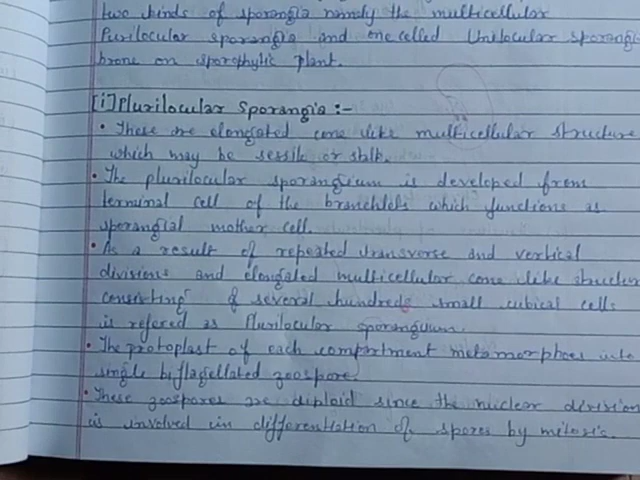 two kinds of sporangia namely the multicellular
Purilocular sporangia and one celled Unilocular sporangi
brone on sporophytic plant.
[i] Plurilocular Sporangia :-
• These are elongated cone like multicellular structure
which may be sessile or stalk.
• The plurilocular sporangium is developed from
terminal cell of the branchlets which functions as
sporangial mother cell.
• As a result of repeated transverse and vertical
divisions and elongated multicellular cone like structure
consisting of several hundrede small cubical cells
is refered as Plurilocular sporangium.
• The protoplast of each compartment metamorphoes into
single biflagellated zoospore.
• These zoospores are diploid since the nuclear division
is involved in differentiation of spores by mitosis.